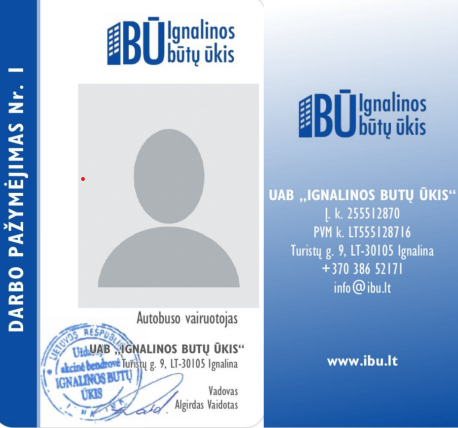 DARBO PAŽYMĖJIMAS Nr. 1
IBŪ Ignalinos
būtų ūkis
Autobuso vairuotojas
UAB „IGNALINOS BUTŲ ŪKIS“
Turistų g. 9, LT-30105 Ignalina
Vadovas
Algirdas Vaidotas
LIETUVOS RESPUBLIKA
Uždaroji
akcinė bendrovė
IGNALINOS BUTŲ
ŪKIS
IBŪ Ignalinos
būtų ūkis
UAB „IGNALINOS BUTŲ ŪKIS“
Į. k. 255512870
PVM k. LT555128716
Turistų g. 9, LT-30105 Ignalina
+370 386 52171
info@ibu.lt
www.ibu.lt